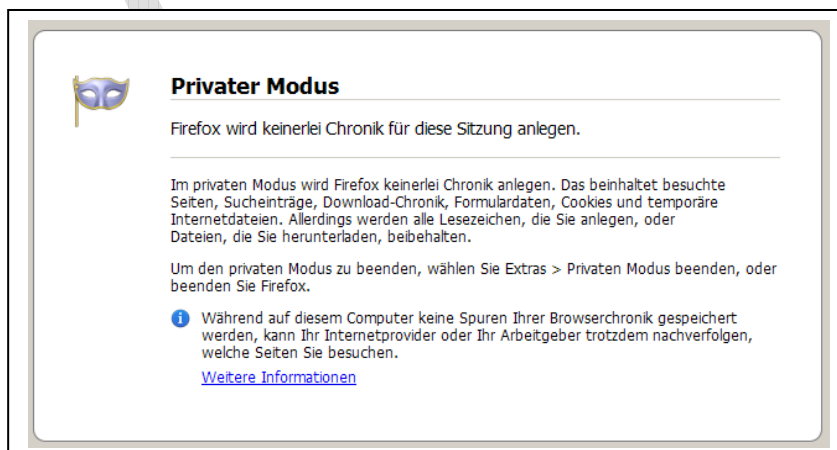 Privater Modus
Firefox wird keinerlei Chronik für diese Sitzung anlegen.
Im privaten Modus wird Firefox keinerlei Chronik anlegen. Das beinhaltet besuchte
Seiten, Sucheinträge, Download-Chronik, Formulardaten, Cookies und temporäre
Internetdateien. Allerdings werden alle Lesezeichen, die Sie anlegen, oder
Dateien, die Sie herunterladen, beibehalten.
Um den privaten Modus zu beenden, wählen Sie Extras > Privaten Modus beenden, oder
beenden Sie Firefox.
Während auf diesem Computer keine Spuren Ihrer Browserchronik gespeichert
werden, kann Ihr Internetprovider oder Ihr Arbeitgeber trotzdem nachverfolgen,
welche Seiten Sie besuchen.
Weitere Informationen